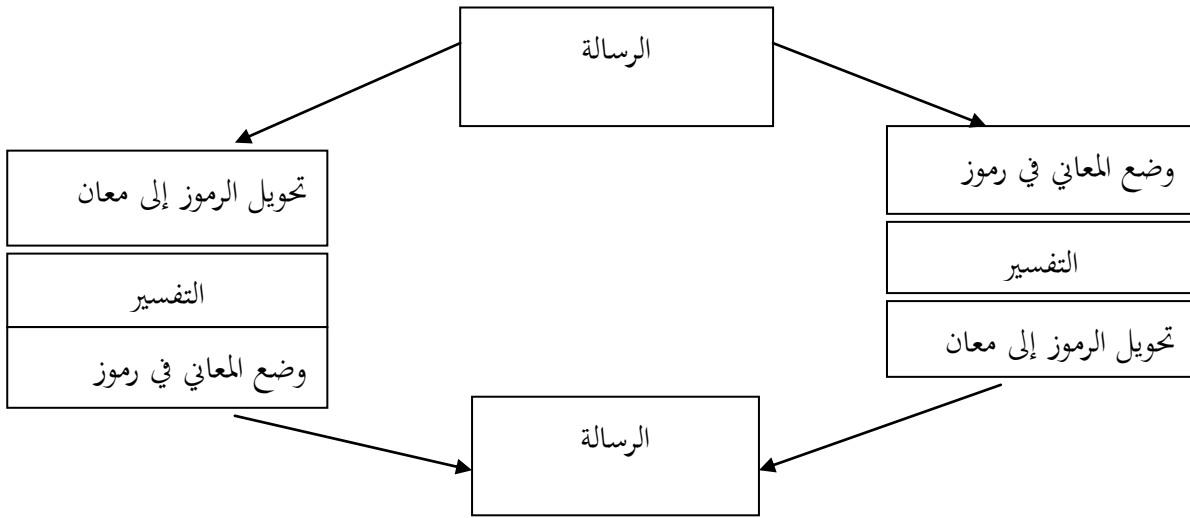 الرسالة
وضع المعاني في رموز
التفسير
تحويل الرموز إلى معان
تحويل الرموز إلى معان
التفسير
وضع المعاني في رموز
الرسالة